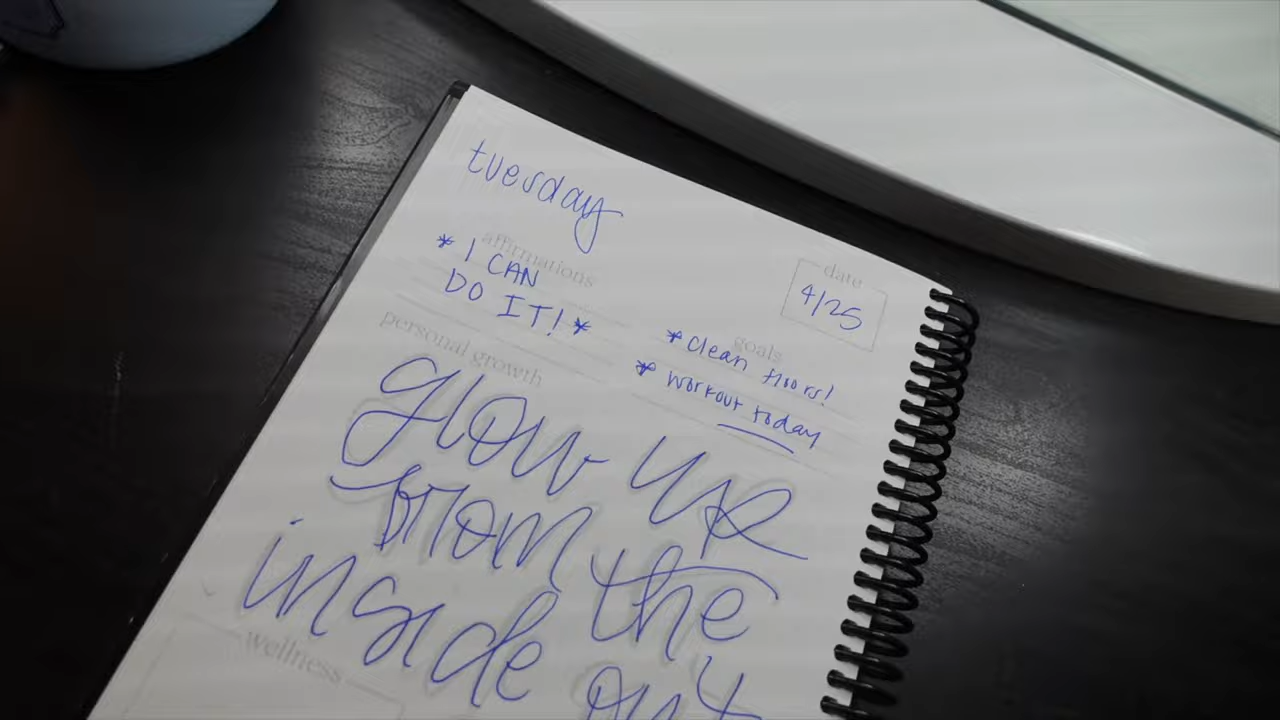 tuesday
affirmations
* I CAN
DO IT! *
date
4/25
goals
* clean floors!
* workout today
personal growth
glow up
from the
inside out
wellness